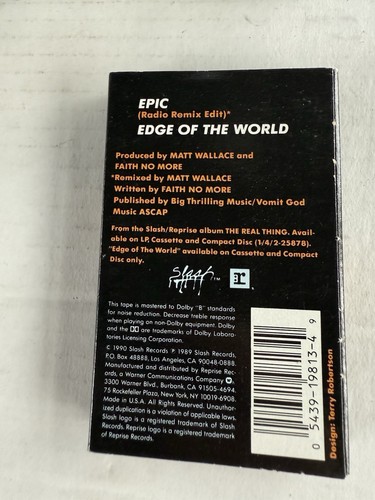 EPIC
(Radio Remix Edit)*
EDGE OF THE WORLD
Produced by MATT WALLACE and
FAITH NO MORE
*Remixed by MATT WALLACE
Written by FAITH NO MORE
Published by Big Thrilling Music/Vomit God
Music ASCAP
From the Slash/Reprise album THE REAL THING. Avail-
able on LP, Cassette and Compact Disc (1/4/2-25878).
"Edge of The World" available on Cassette and Compact
Disc only.
Slash™
R
This tape is mastered to Dolby "B" standards
for noise reduction. Decrease treble response
when playing on non-Dolby equipment. Dolby
and the DD are trademarks of Dolby Labora-
tories Licensing Corporation.
© 1990 Slash Records ℗ 1989 Slash Records,
P.O. Box 48888, Los Angeles, CA 90048-0888.
Manufactured and distributed by Reprise Rec-
ords, a Warner Communications Company
3300 Warner Blvd., Burbank, CA 91505-4694.
75 Rockefeller Plaza, New York, NY 10019-6908.
Made in U.S.A. All Rights Reserved. Unauthor-
ized duplication is a violation of applicable laws.
Slash logo is a registered trademark of Slash
Records. Reprise logo is a registered trademark
of Reprise Records.
0 5439-19813-4 9
Design: Terry Robertson